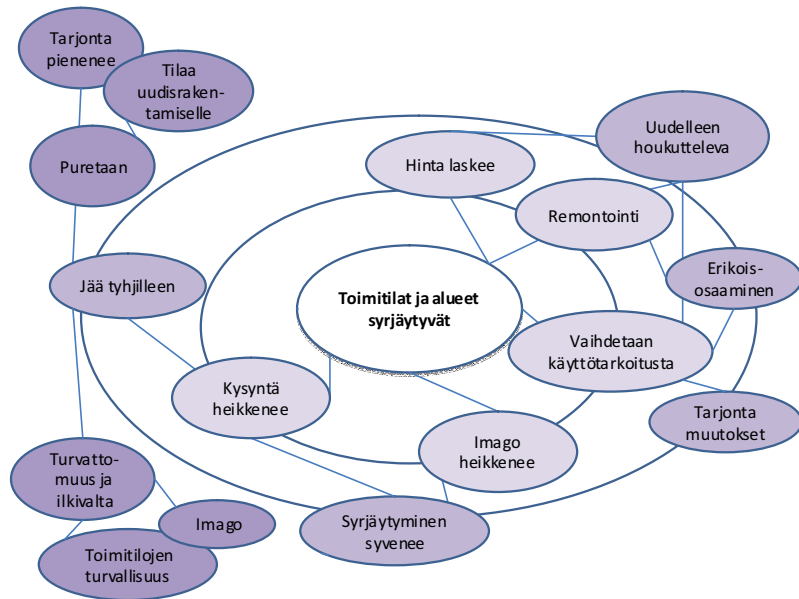 Tarjonta
pienenee
Tilaa
uudisraken-
tamiselle
Puretaan
Hinta laskee
Uudelleen
houkutteleva
Remontointi
Jää tyhjilleen
Erikois-
osaaminen
Toimitilat ja alueet
syrjäytyvät
Vaihdetaan
käyttötarkoitusta
Kysyntä
heikkenee
Tarjonta
muutokset
Imago
heikkenee
Turvatto-
muus ja
ilkivalta
Imago
Syrjäytyminen
syvenee
Toimitilojen
turvallisuus